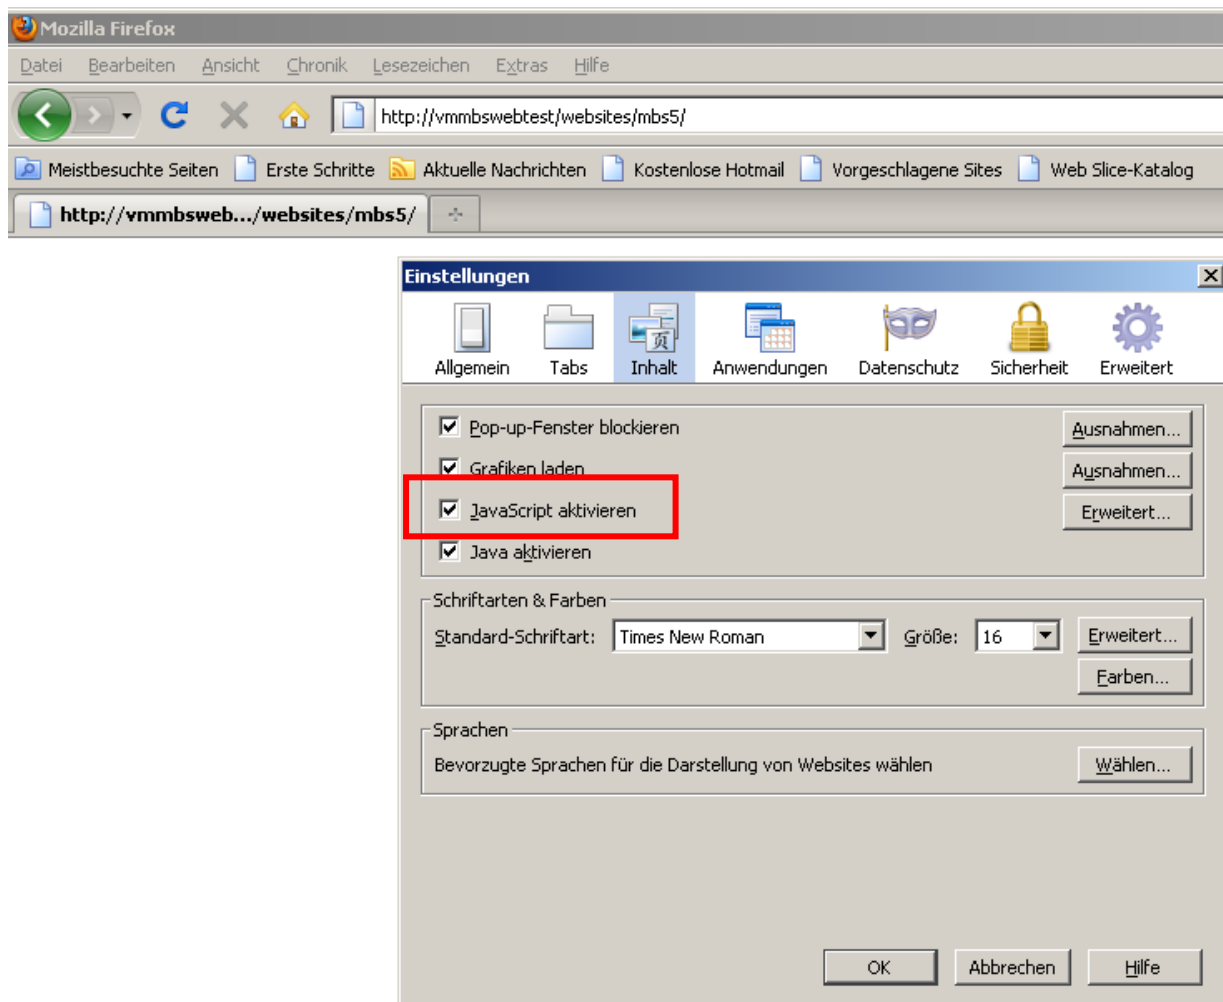 Mozilla Firefox
Datei Bearbeiten Ansicht Chronik Lesezeichen Extras Hilfe
http://vmmbswebtest/websites/mbs5/
Meistbesuchte Seiten Erste Schritte Aktuelle Nachrichten Kostenlose Hotmail Vorgeschlagene Sites Web Slice-Katalog
http://vmmbsweb.../websites/mbs5/
Einstellungen
页
Allgemein Tabs Inhalt Anwendungen Datenschutz Sicherheit Erweitert
Pop-up-Fenster blockieren Ausnahmen...
Grafiken laden Ausnahmen...
JavaScript aktivieren Erweitert...
Java aktivieren
Schriftarten & Farben
Standard-Schriftart: Times New Roman Größe: 16 Erweitert...
Farben...
Sprachen
Bevorzugte Sprachen für die Darstellung von Websites wählen Wählen...
OK Abbrechen Hilfe